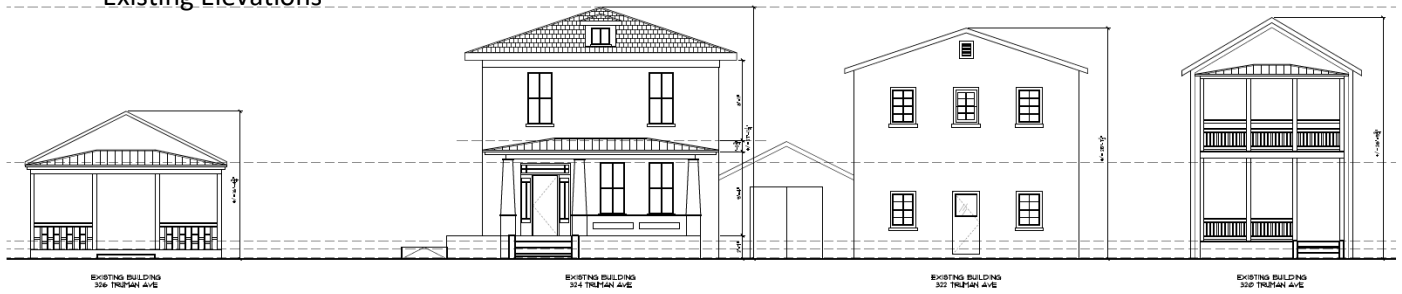 Existing Elevations
EXISTING BUILDING
326 TRUMAN AVE
EXISTING BUILDING
324 TRUMAN AVE
EXISTING BUILDING
322 TRUMAN AVE
EXISTING BUILDING
320 TRUMAN AVE